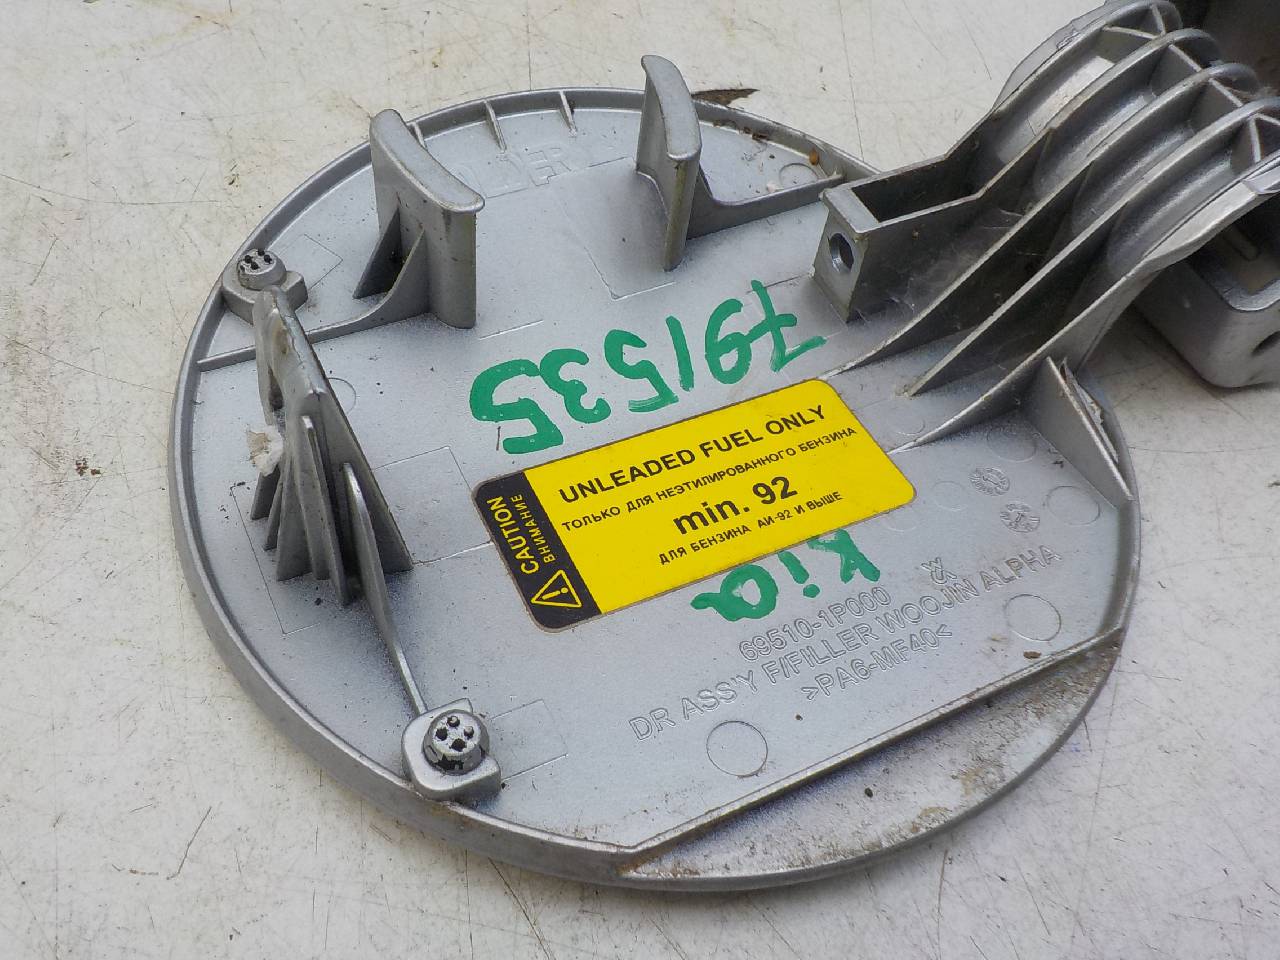 791535
CAUTION
ВНИМАНИЕ
UNLEADED FUEL ONLY
ТОЛЬКО ДЛЯ НЕЭТИЛИРОВАННОГО БЕНЗИНА
min. 92
ДЛЯ БЕНЗИНА АИ-92 И ВЫШЕ
Kia
69510-1P000
DR ASS'Y F/FILLER WOOJIN ALPHA
>PA6-MF40<